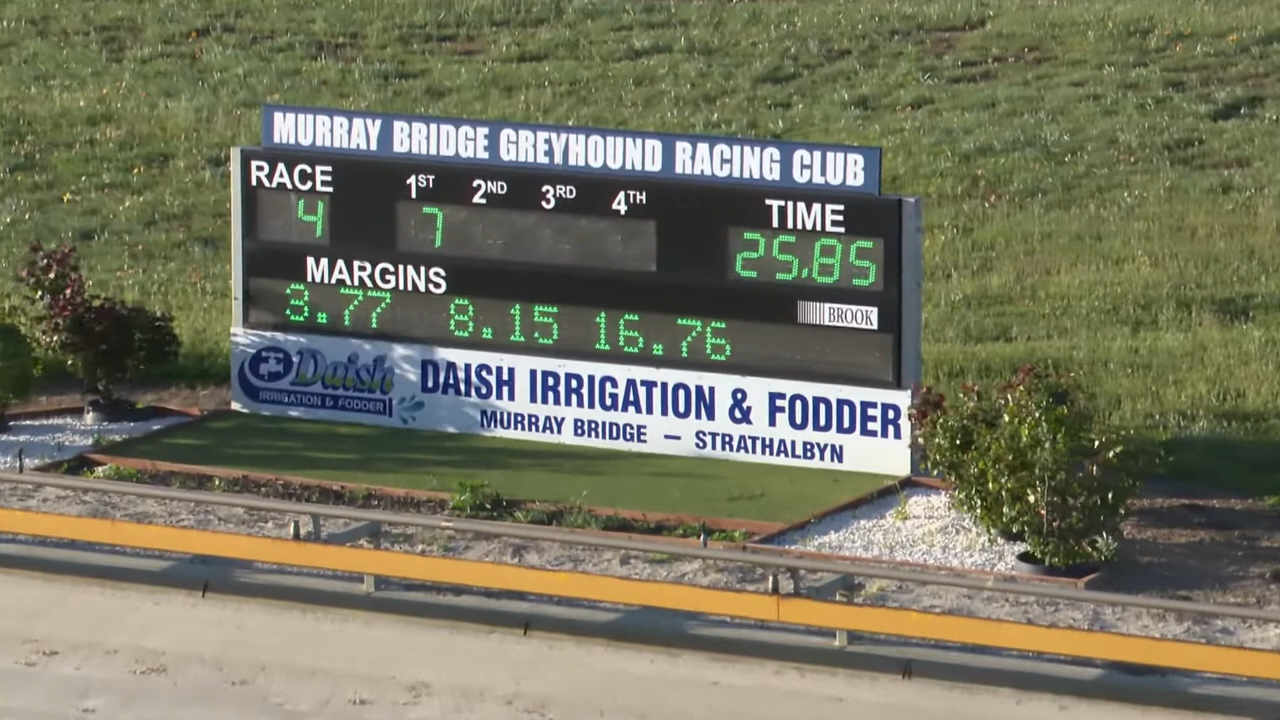 MURRAY BRIDGE GREYHOUND RACING CLUB
RACE 1ST 2ND 3RD 4TH TIME
4 7 25.85
MARGINS
3.77 8.15 16.76
BROOK
Daish
IRRIGATION & FODDER
DAISH IRRIGATION & FODDER
MURRAY BRIDGE – STRATHALBYN